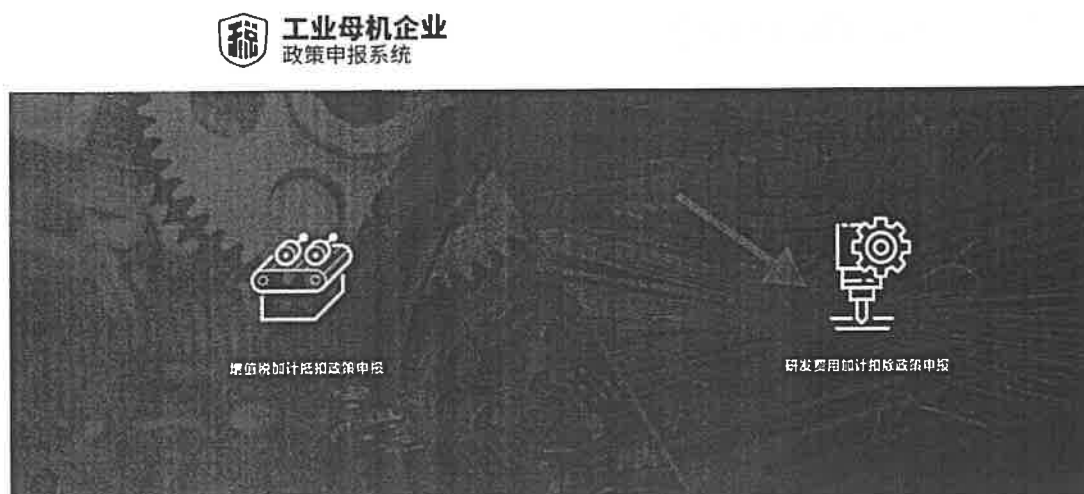 税
工业母机企业
政策申报系统
增值税加计抵扣政策申报
研发费用加计扣除政策申报